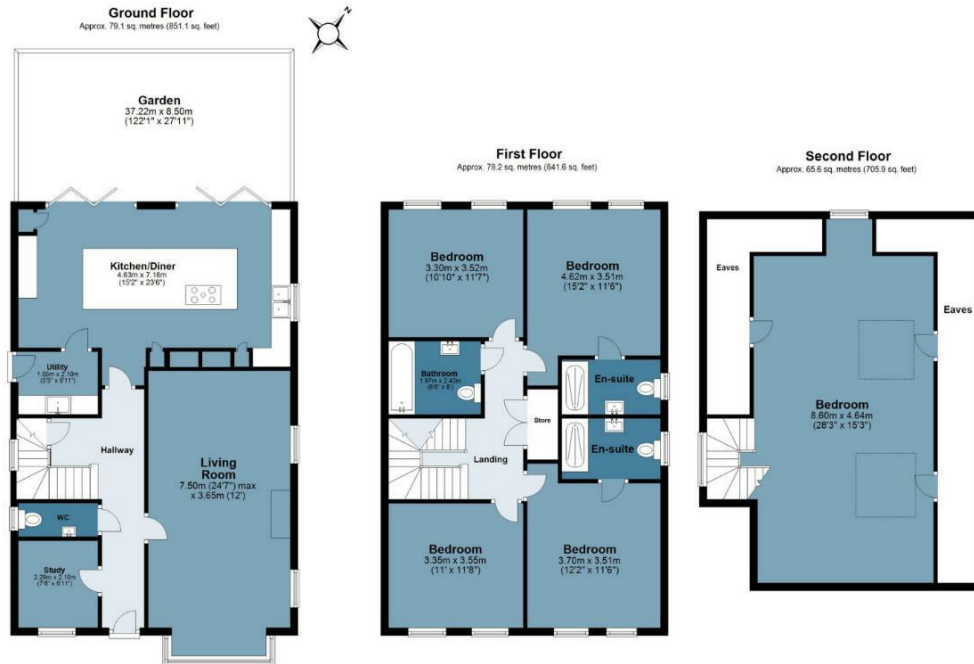 Ground Floor
Approx. 79.1 sq. metres (851.1 sq. feet)
N
Garden
37.22m x 8.50m
(122'1" x 27'11")
Kitchen/Diner
4.63m x 7.16m
(15'2" x 23'6")
Utility
1.65m x 2.10m
(5'5" x 6'11")
Hallway
Living
Room
7.50m (24'7") max
x 3.65m (12')
WC
Study
2.29m x 2.10m
(7'6" x 6'11")
First Floor
Approx. 78.2 sq. metres (841.6 sq. feet)
Bedroom
3.30m x 3.52m
(10'10" x 11'7")
Bedroom
4.62m x 3.51m
(15'2" x 11'6")
Bathroom
1.97m x 2.43m
(6'6" x 8')
En-suite
Store
En-suite
Landing
Bedroom
3.35m x 3.55m
(11' x 11'8")
Bedroom
3.70m x 3.51m
(12'2" x 11'6")
Second Floor
Approx. 65.6 sq. metres (705.9 sq. feet)
Eaves
Eaves
Bedroom
8.60m x 4.64m
(28'3" x 15'3")